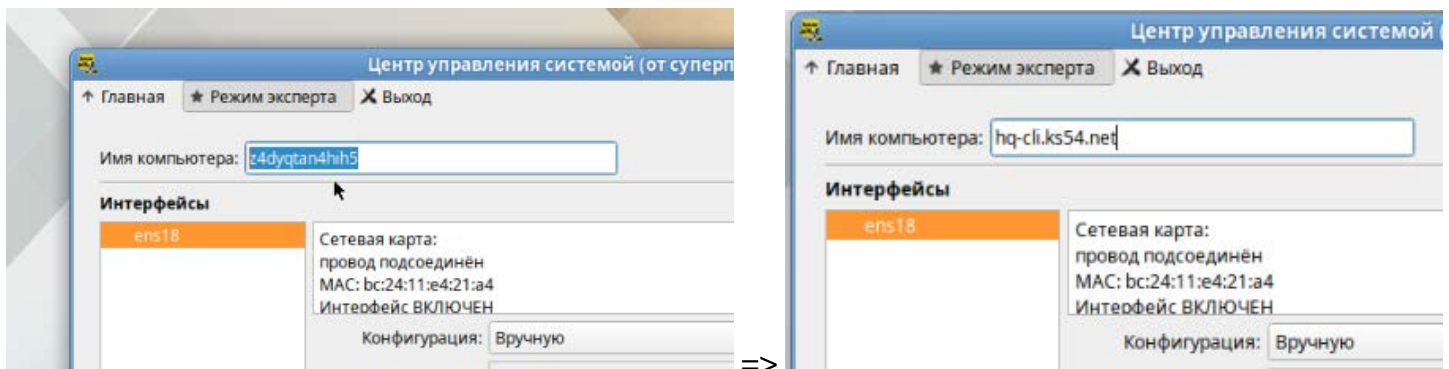 Центр управления системой (от суперп
Главная Режим эксперта Выход
Имя компьютера: z4dyqtan4hih5
Интерфейсы
ens18
Сетевая карта:
провод подсоединён
MAC: bc:24:11:e4:21:a4
Интерфейс ВКЛЮЧЕН
Конфигурация: Вручную
=>
Центр управления системой (
Главная Режим эксперта Выход
Имя компьютера: hq-cli.ks54.net
Интерфейсы
ens18
Сетевая карта:
провод подсоединён
MAC: bc:24:11:e4:21:a4
Интерфейс ВКЛЮЧЕН
Конфигурация: Вручную